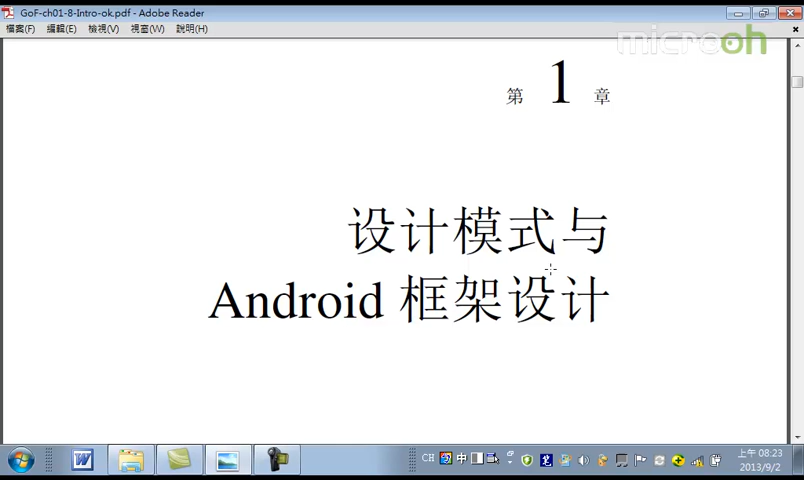 GoF-ch01-8-Intro-ok.pdf - Adobe Reader
檔案(F) 編輯(E) 檢視(V) 視窗(W) 說明(H)
microoh
第 1 章
设计模式与
Android 框架设计
CH 中
上午 08:23
2013/9/2